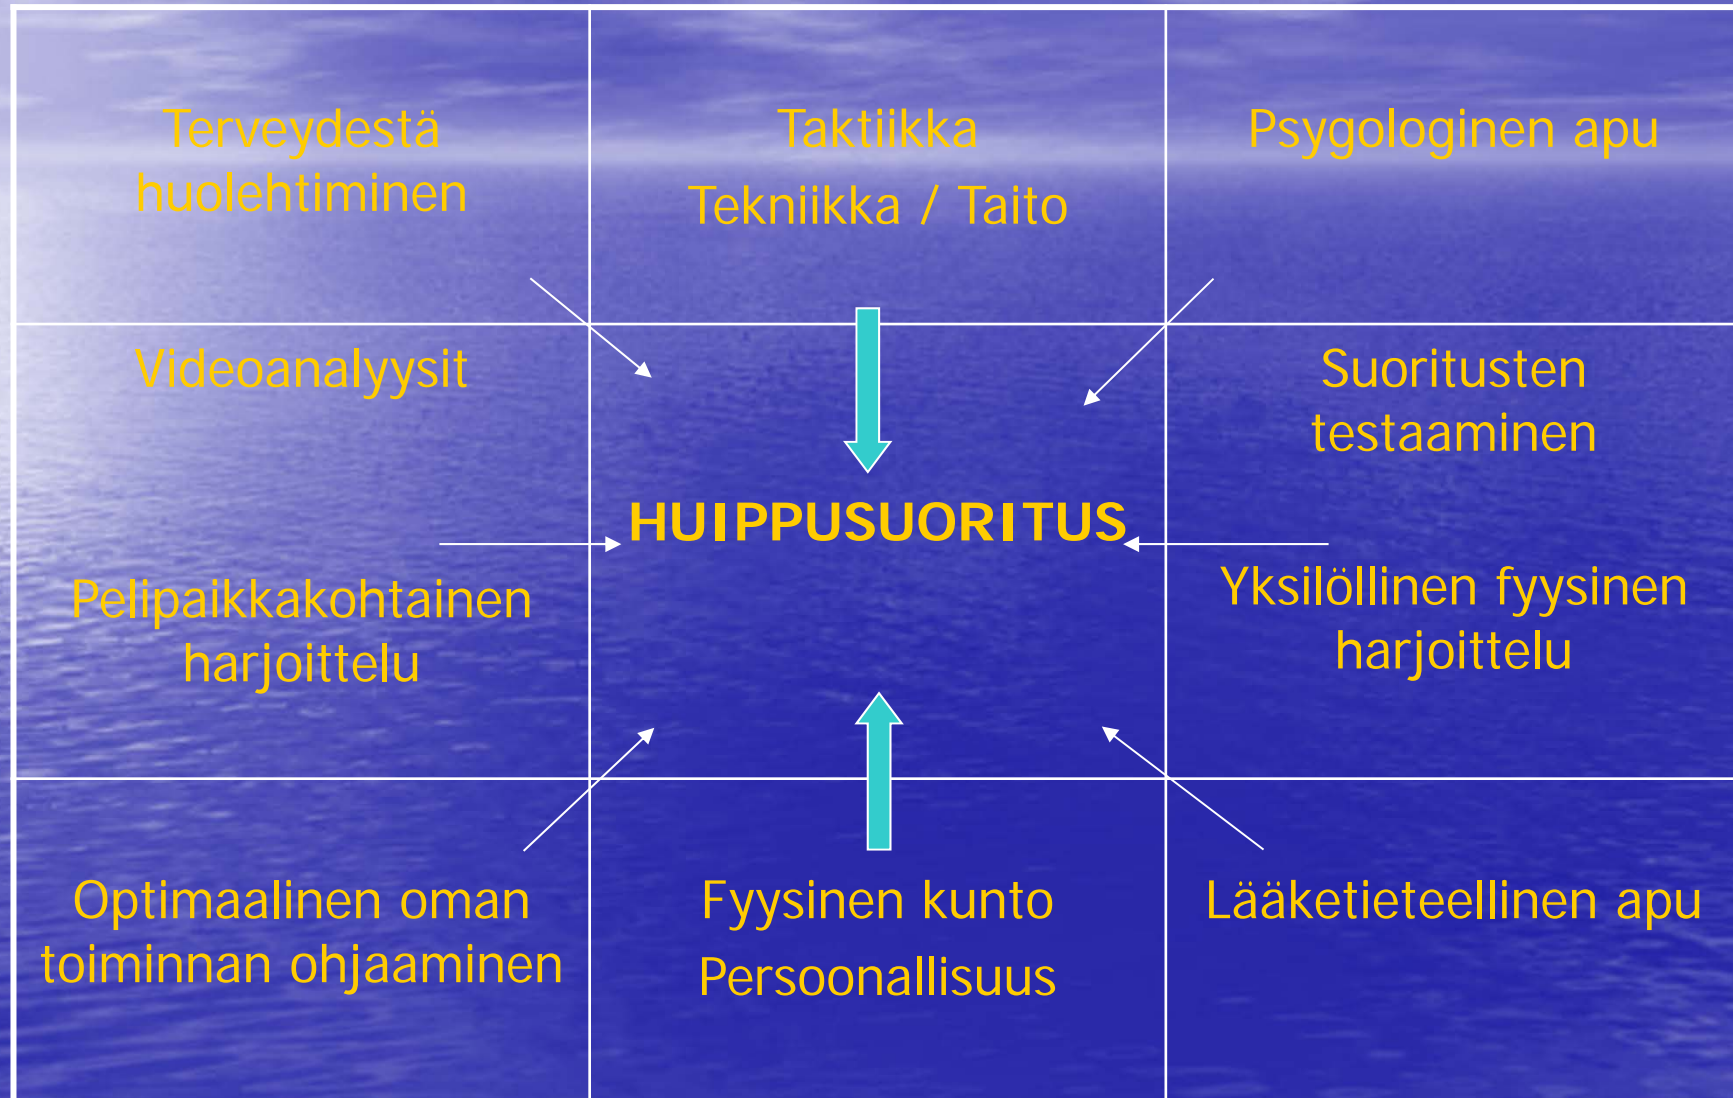 Terveydestä
huolehtiminen
Taktiikka
Tekniikka / Taito
Psygologinen apu
Videoanalyysit
Pelipaikkakohtainen
harjoittelu
HUIPPUSUORITUS
Suoritusten
testaaminen
Yksilöllinen fyysinen
harjoittelu
Optimaalinen oman
toiminnan ohjaaminen
Fyysinen kunto
Persoonallisuus
Lääketieteellinen apu